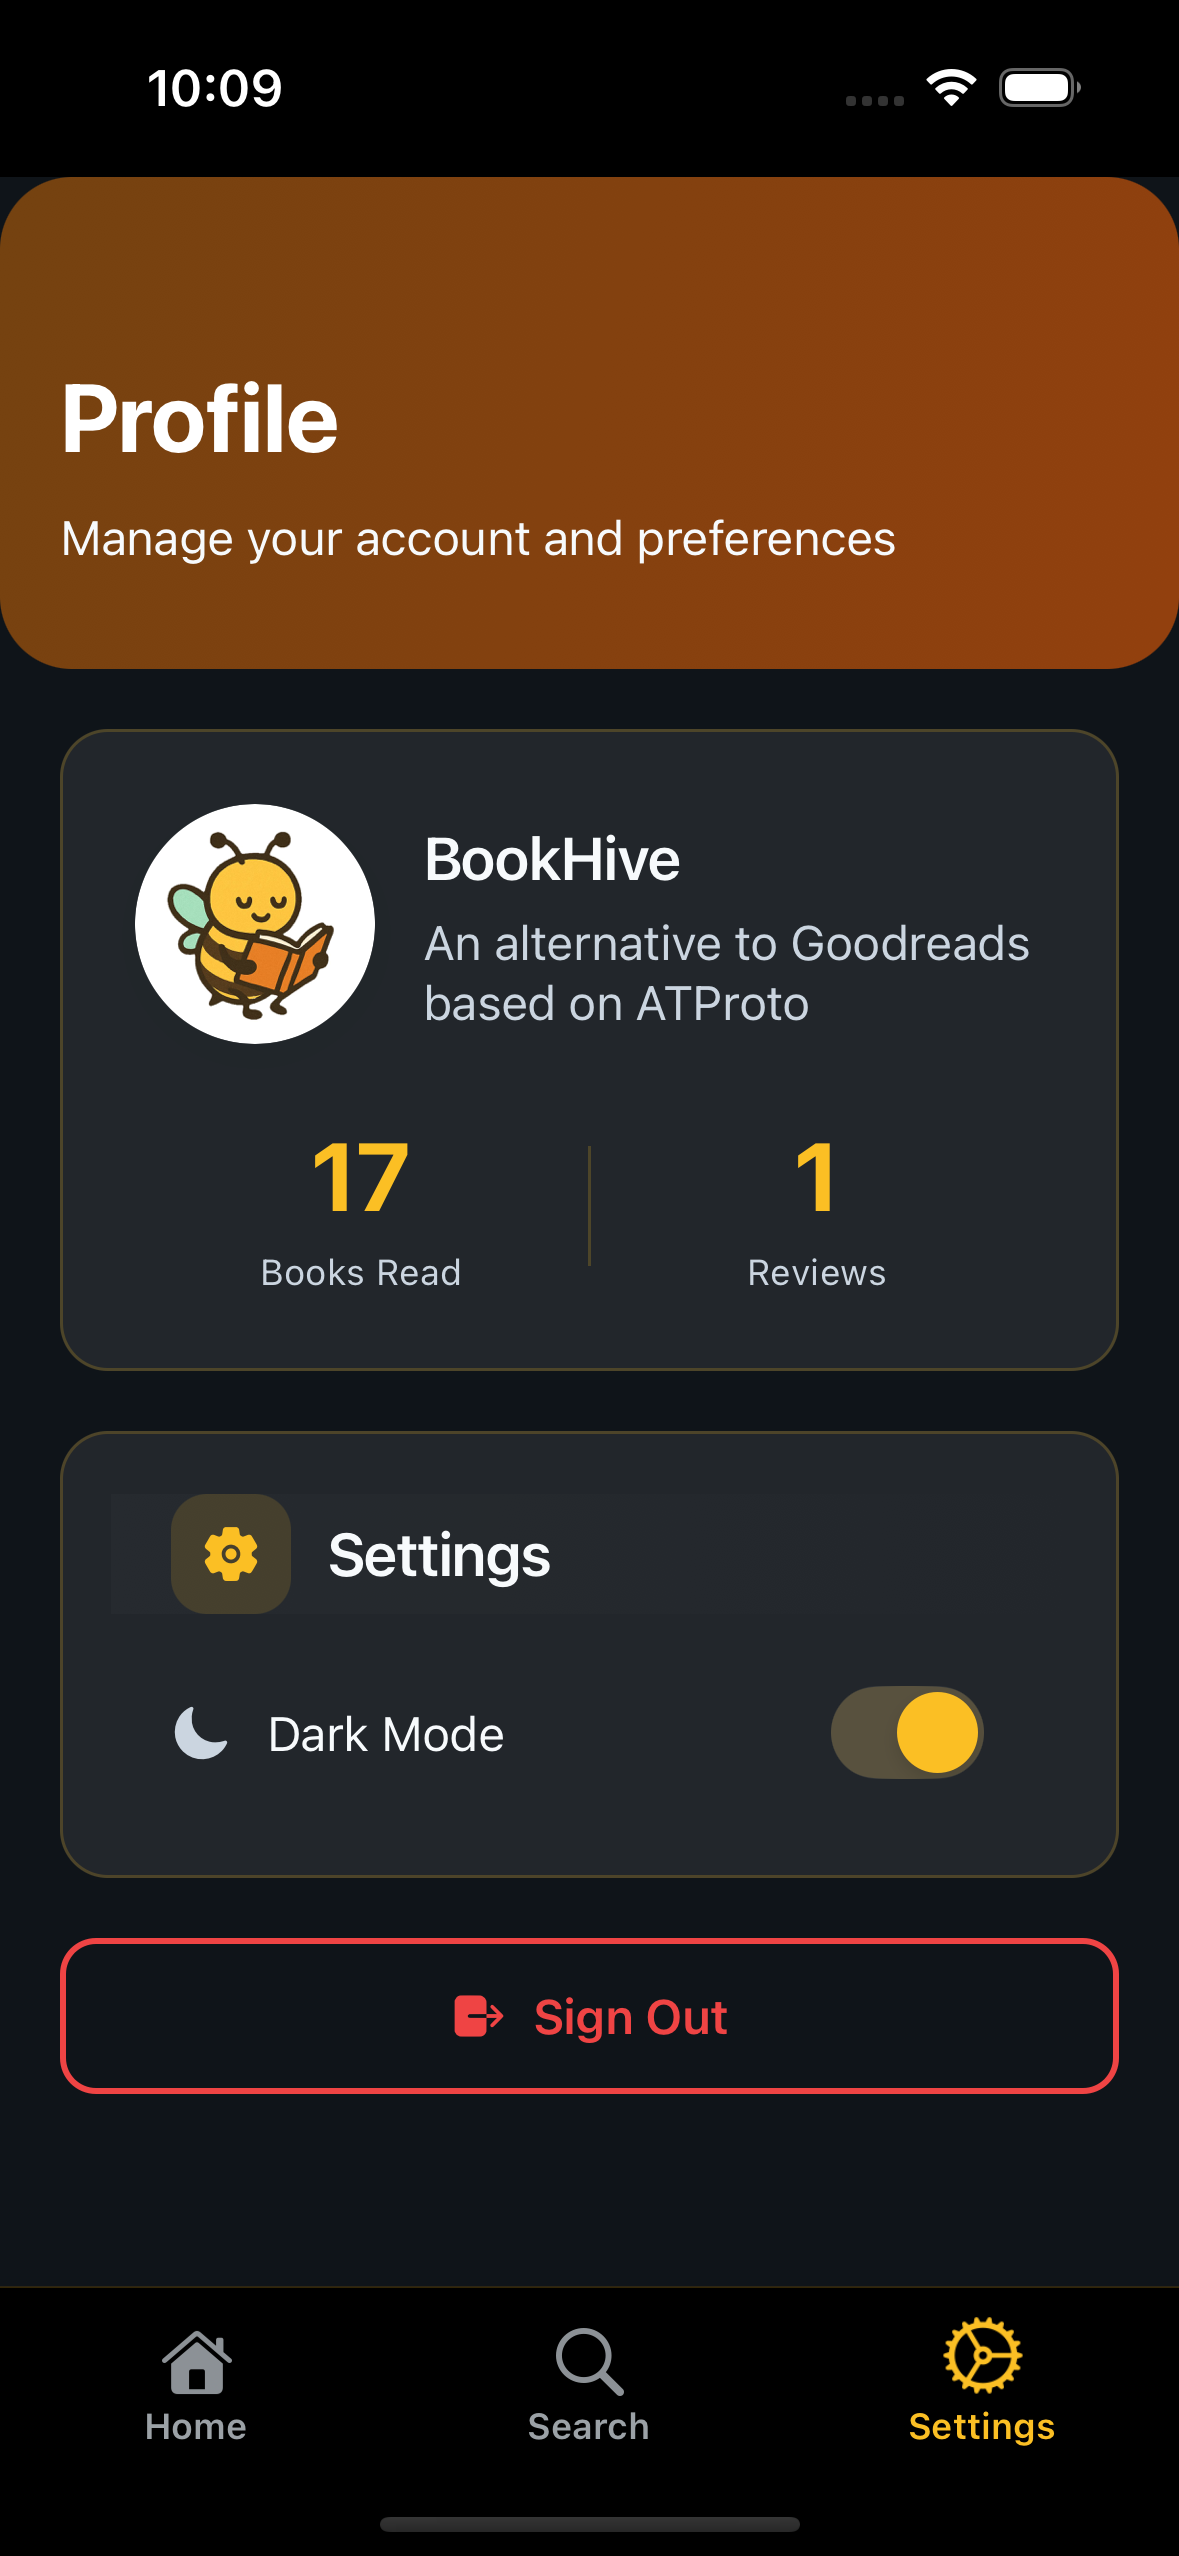 10:09
Profile
Manage your account and preferences
BookHive
An alternative to Goodreads
based on ATProto
17
Books Read
1
Reviews
Settings
Dark Mode
Sign Out
Home
Search
Settings